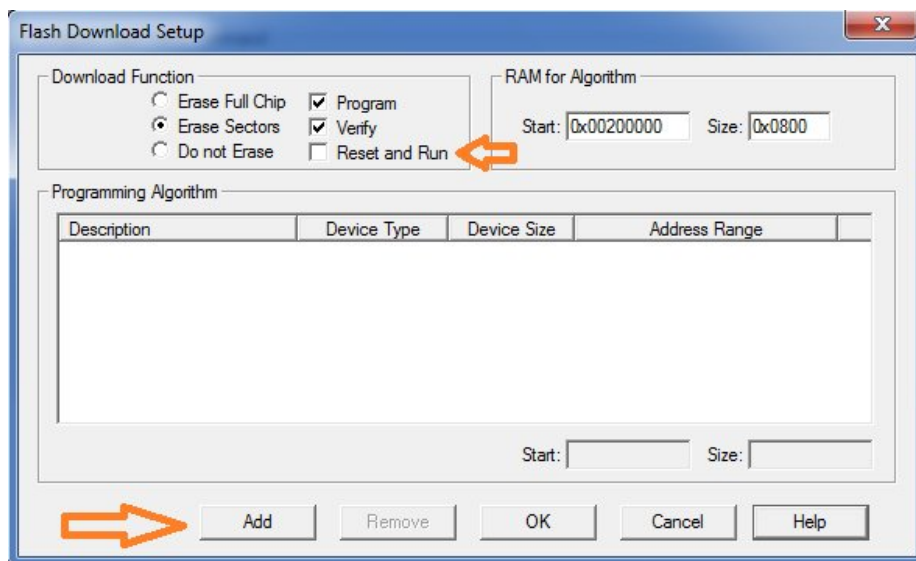 Flash Download Setup
Download Function
Erase Full Chip
Erase Sectors
Do not Erase
Program
Verify
Reset and Run
RAM for Algorithm
Start: 0x00200000 Size: 0x0800
Programming Algorithm
Description Device Type Device Size Address Range
Start: Size:
Add Remove OK Cancel Help